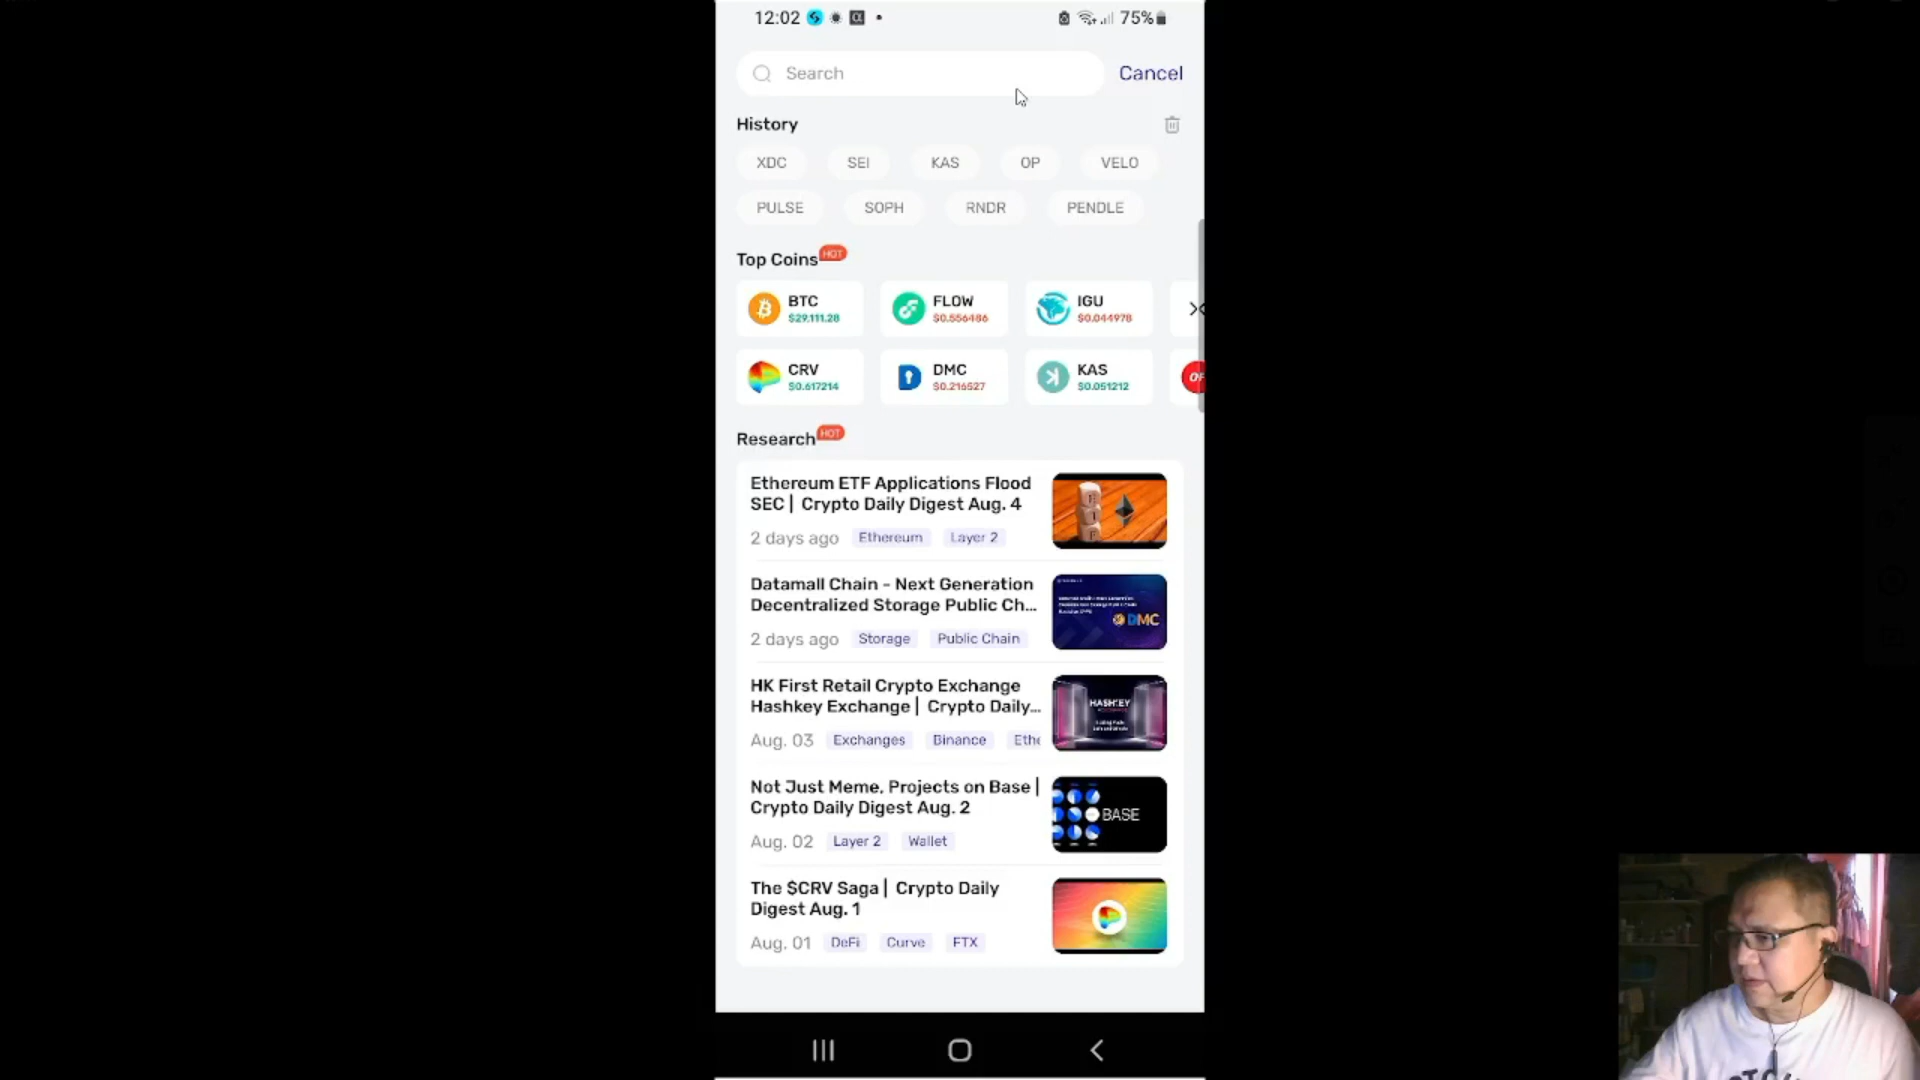 12:02 75%
Search Cancel
History
XDC SEI KAS OP VELO
PULSE SOPH RNDR PENDLE
Top Coins HOT
BTC FLOW IGU
$29,111.28 $0.556486 $0.044978
CRV DMC KAS
$0.617214 $0.216527 $0.051212
Research HOT
Ethereum ETF Applications Flood
SEC | Crypto Daily Digest Aug. 4
2 days ago Ethereum Layer 2
Datamall Chain - Next Generation
Decentralized Storage Public Ch...
DMC
2 days ago Storage Public Chain
HK First Retail Crypto Exchange
Hashkey Exchange | Crypto Daily...
HASHKEY
Aug. 03 Exchanges Binance Ethe
Not Just Meme, Projects on Base |
Crypto Daily Digest Aug. 2
BASE
Aug. 02 Layer 2 Wallet
The $CRV Saga | Crypto Daily
Digest Aug. 1
Aug. 01 DeFi Curve FTX